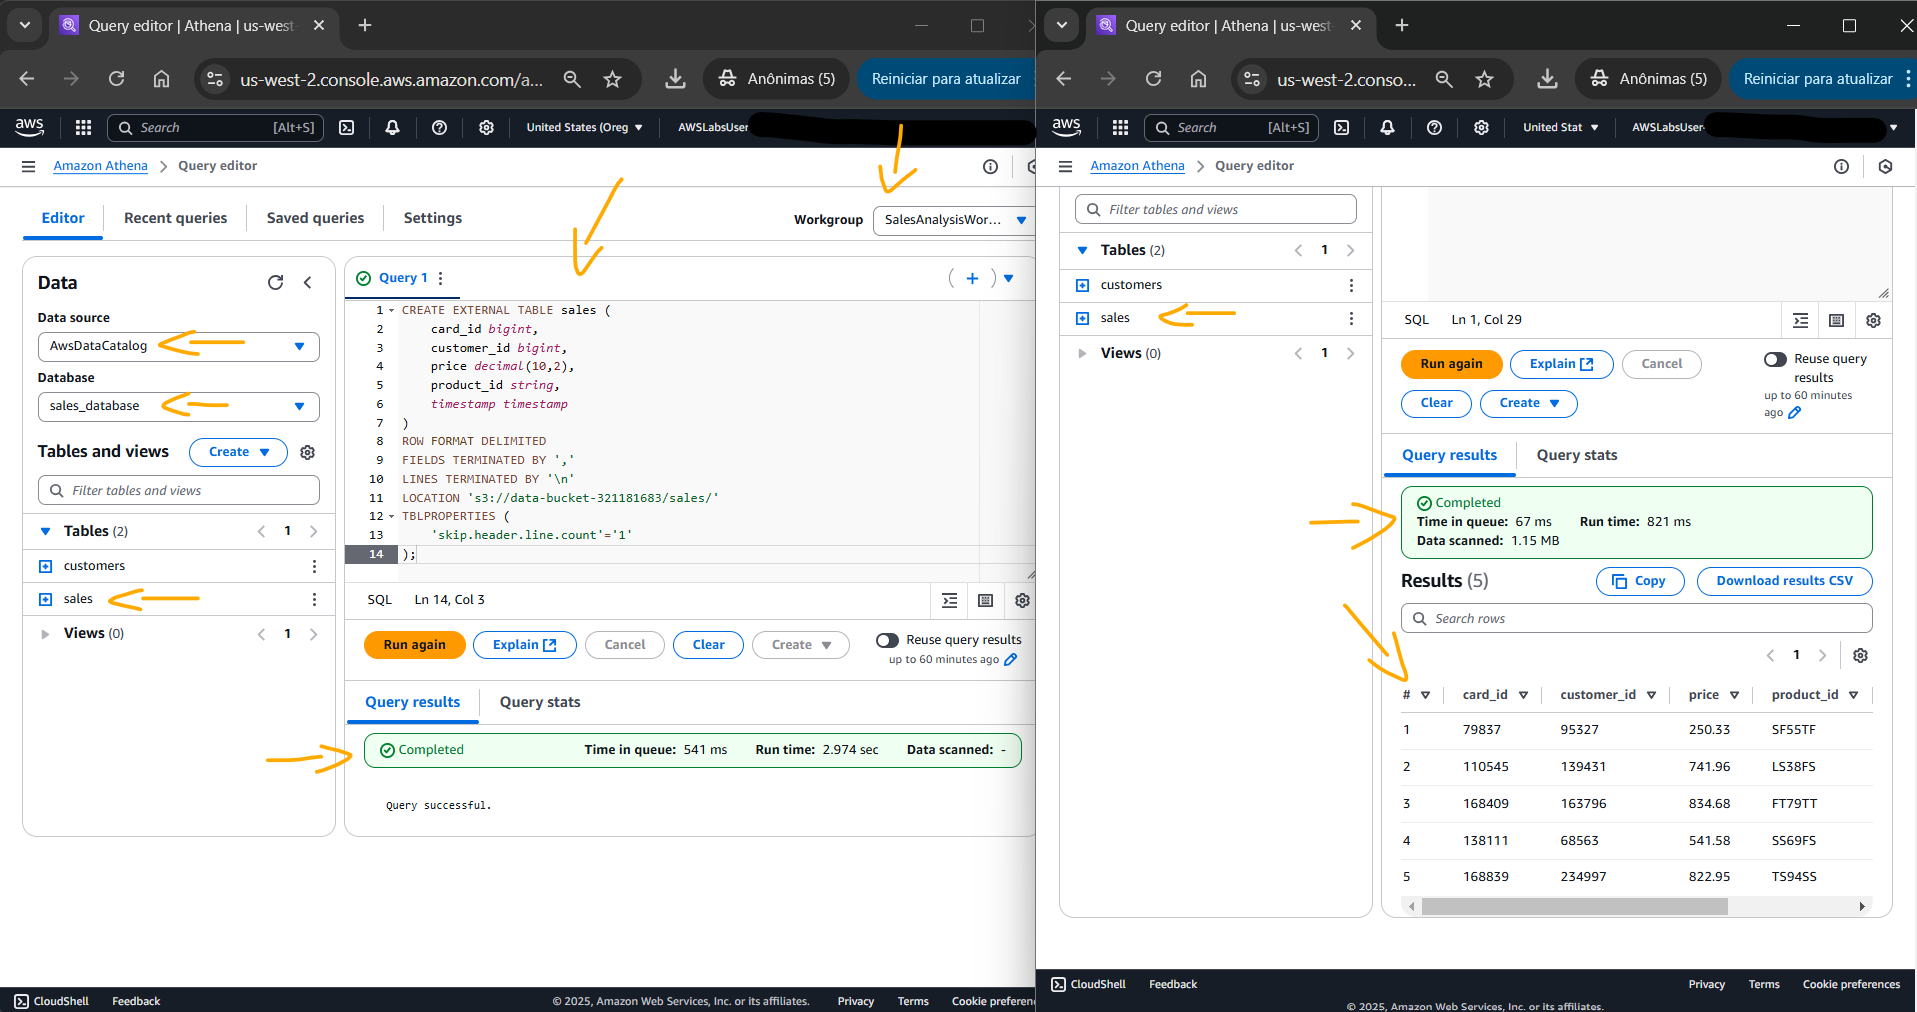 Query editor | Athena | us-west-
us-west-2.console.aws.amazon.com/a...
Anônimas (5)
Reiniciar para atualizar
aws
Search
[Alt+S]
United States (Oreg
AWSLabsUser
Amazon Athena
Query editor
Editor
Recent queries
Saved queries
Settings
Workgroup
SalesAnalysisWor...
Data
Data source
AwsDataCatalog
Database
sales_database
Tables and views
Create
Filter tables and views
Tables (2)
1
customers
sales
Views (0)
1
Query 1
1 CREATE EXTERNAL TABLE sales (
2 card_id bigint,
3 customer_id bigint,
4 price decimal(10,2),
5 product_id string,
6 timestamp timestamp
7 )
8 ROW FORMAT DELIMITED
9 FIELDS TERMINATED BY ','
10 LINES TERMINATED BY '\n'
11 LOCATION 's3://data-bucket-321181683/sales/'
12 TBLPROPERTIES (
13 'skip.header.line.count'='1'
14 );
SQL
Ln 14, Col 3
Run again
Explain
Cancel
Clear
Create
Reuse query results
up to 60 minutes ago
Query results
Query stats
Completed
Time in queue: 541 ms
Run time: 2.974 sec
Data scanned: -
Query successful.
CloudShell
Feedback
© 2025, Amazon Web Services, Inc. or its affiliates.
Privacy
Terms
Cookie preferen
Query editor | Athena | us-west-
us-west-2.conso...
Anônimas (5)
Reiniciar para atualizar
aws
Search
[Alt+S]
United Stat
AWSLabsUser-
Amazon Athena
Query editor
Filter tables and views
Tables (2)
1
customers
sales
Views (0)
1
SQL
Ln 1, Col 29
Run again
Explain
Cancel
Clear
Create
Reuse query
results
up to 60 minutes
ago
Query results
Query stats
Completed
Time in queue: 67 ms
Run time: 821 ms
Data scanned: 1.15 MB
Results (5)
Copy
Download results CSV
Search rows
1
# card_id customer_id price product_id
1 79837 95327 250.33 SF55TF
2 110545 139431 741.96 LS38FS
3 168409 163796 834.68 FT79TT
4 138111 68563 541.58 SS69FS
5 168839 234997 822.95 TS94SS
CloudShell
Feedback
Privacy
Terms
Cookie preferences
© 2025, Amazon Web Services, Inc. or its affiliates.